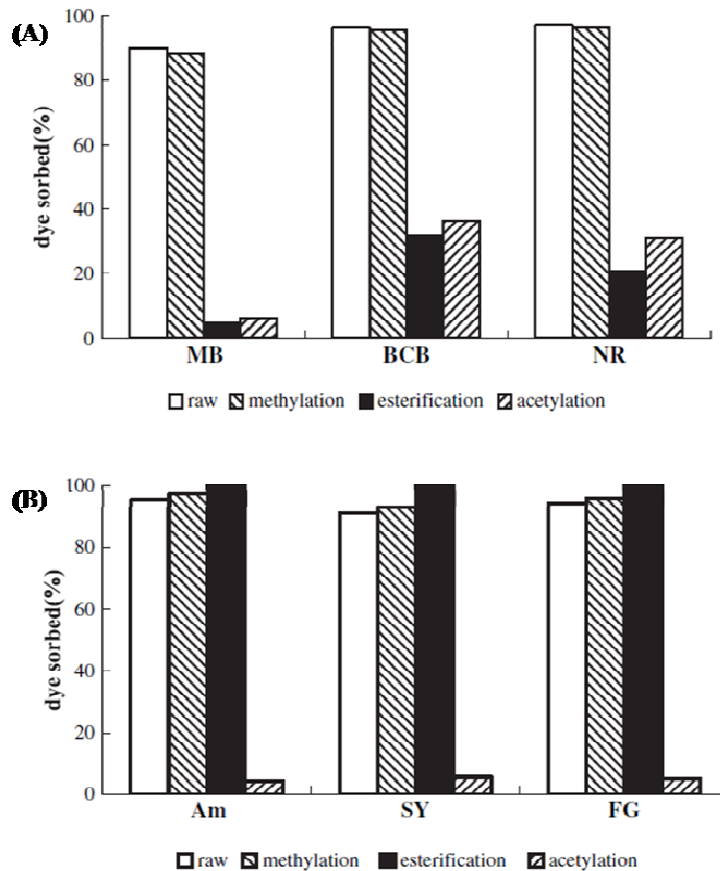 (A)
dye sorbed(%)
100
80
60
40
20
0
MB BCB NR
raw methylation esterification acetylation
(B)
dye sorbed(%)
100
80
60
40
20
0
Am SY FG
raw methylation esterification acetylation